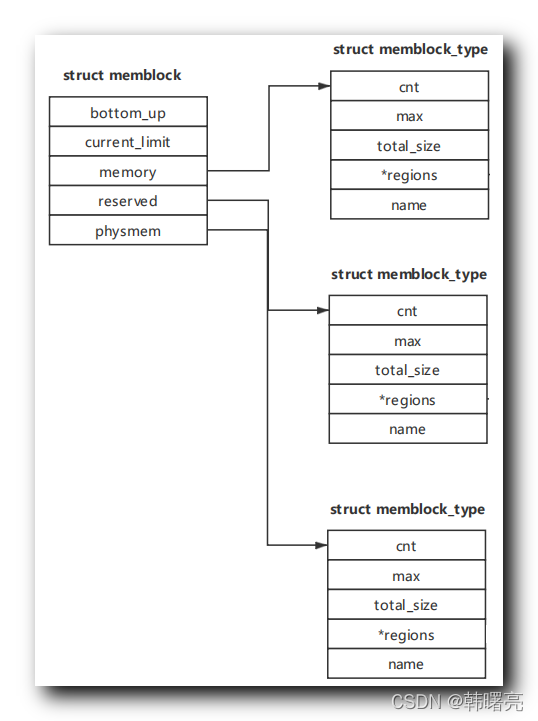 struct memblock
bottom_up
current_limit
memory
reserved
physmem
struct memblock_type
cnt
max
total_size
*regions
name
struct memblock_type
cnt
max
total_size
*regions
name
struct memblock_type
cnt
max
total_size
*regions
name
CSDN @韩曙亮